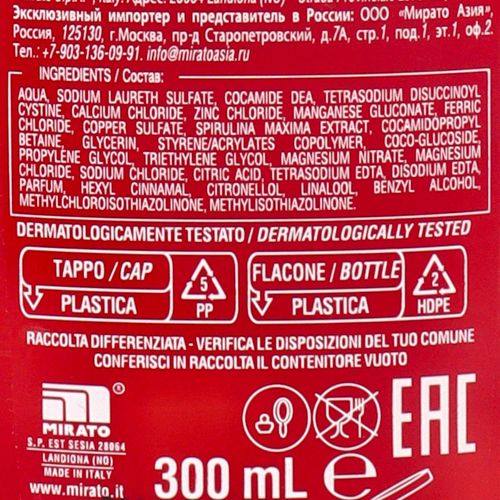 Эксклюзивный импортер и представитель в России: ООО «Мирато Азия»,
Россия, 125130, г.Москва, пр-д Старопетровский, д.7А, стр.1, под.1, эт.1, оф.2.
Тел.: +7-903-136-09-91. info@miratoasia.ru
INGREDIENTS / Состав:
AQUA, SODIUM LAURETH SULFATE, COCAMIDE DEA, TETRASODIUM DISUCCINOYL
CYSTINE, CALCIUM CHLORIDE, ZINC CHLORIDE, MANGANESE GLUCONATE, FERRIC
CHLORIDE, COPPER SULFATE, SPIRULINA MAXIMA EXTRACT, COCAMIDOPROPYL
BETAINE, GLYCERIN, STYRENE/ACRYLATES COPOLYMER, COCO-GLUCOSIDE,
PROPYLENE GLYCOL, TRIETHYLENE GLYCOL, MAGNESIUM NITRATE, MAGNESIUM
CHLORIDE, SODIUM CHLORIDE, CITRIC ACID, TETRASODIUM EDTA, DISODIUM EDTA,
PARFUM, HEXYL CINNAMAL, CITRONELLOL, LINALOOL, BENZYL ALCOHOL,
METHYLCHLOROISOTHIAZOLINONE, METHYLISOTHIAZOLINONE.
DERMATOLOGICAMENTE TESTATO / DERMATOLOGICALLY TESTED
TAPPO / CAP
PLASTICA
5
PP
FLACONE / BOTTLE
PLASTICA
2
HDPE
RACCOLTA DIFFERENZIATA - VERIFICA LE DISPOSIZIONI DEL TUO COMUNE
CONFERISCI IN RACCOLTA IL CONTENITORE VUOTO
MIRATO®
S.P. EST SESIA 28064
LANDIONA (NO)
MADE IN ITALY
www.mirato.it
300 mL e
EAC